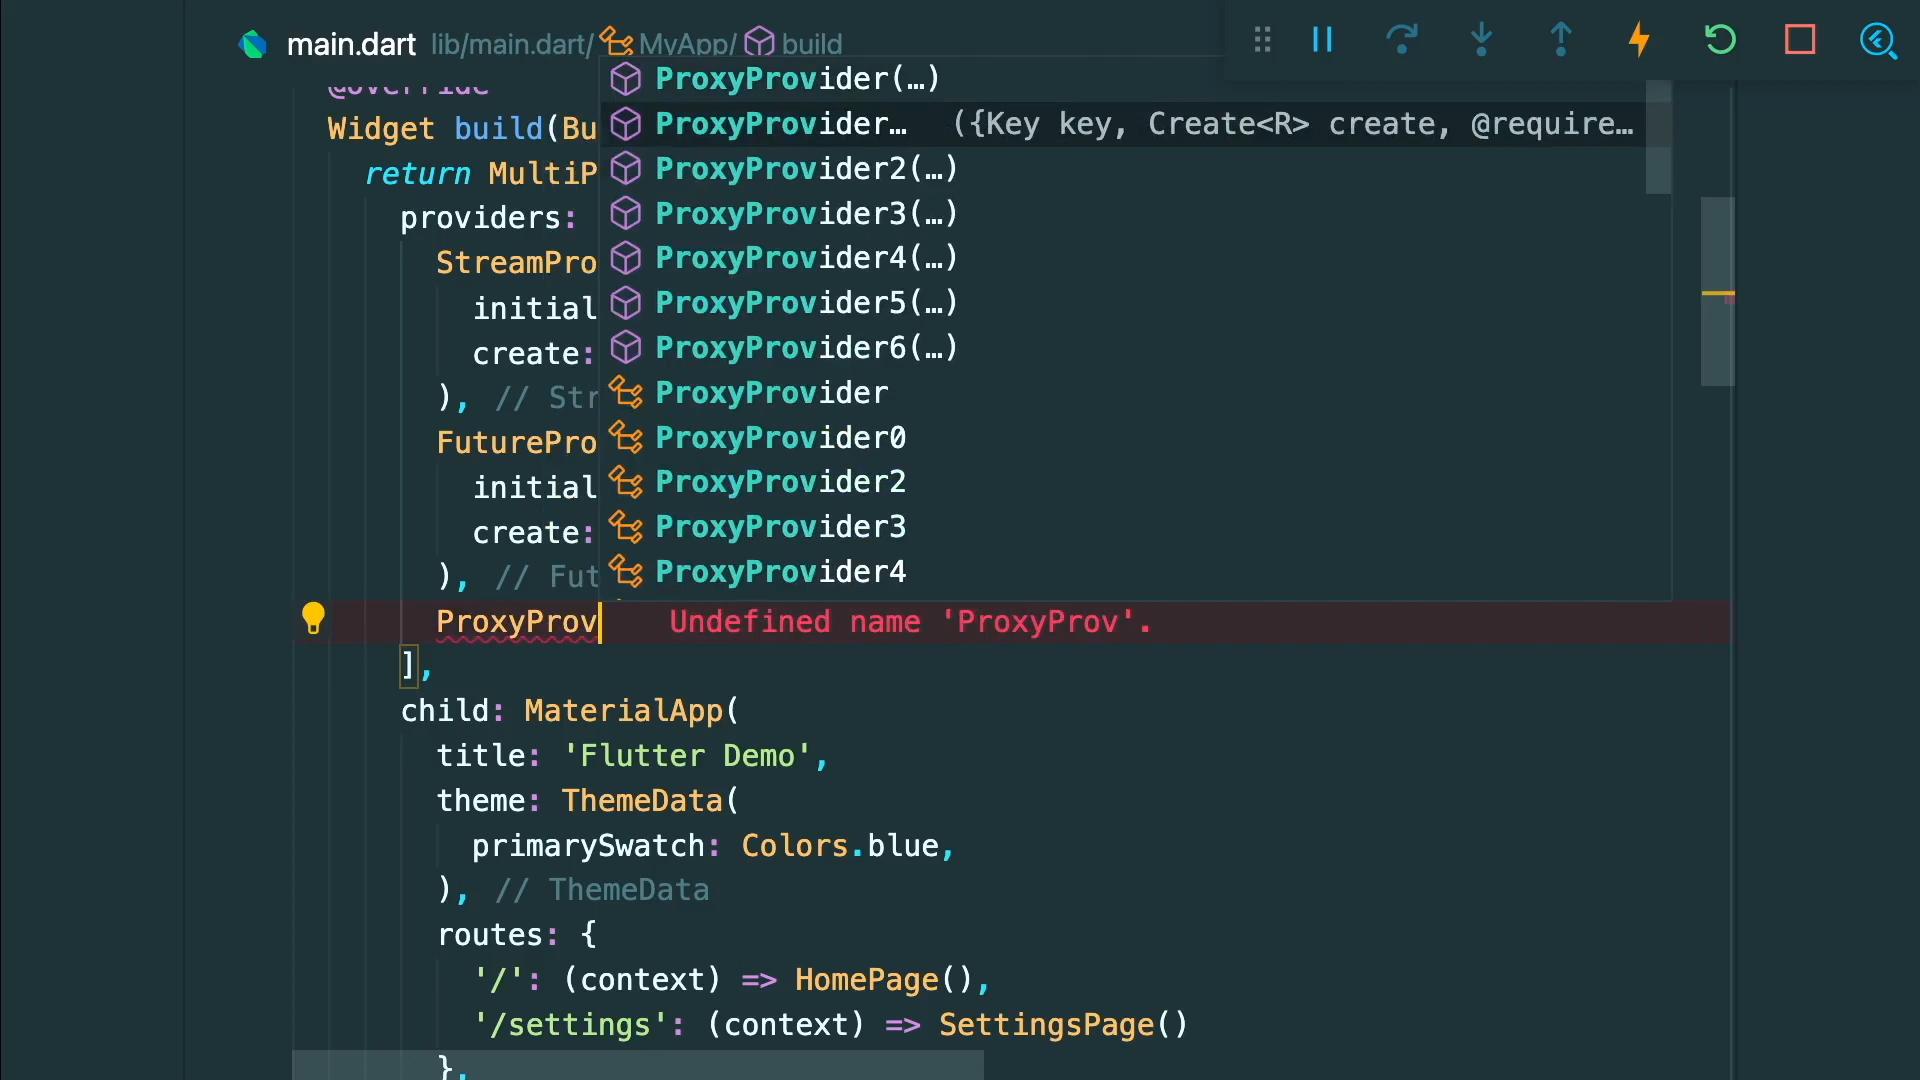 main.dart lib/main.dart/ MyApp/ build
@override
Widget build(Bu
return MultiP
providers:
StreamPro
initial
create:
), // Str
FuturePro
initial
create:
), // Fut
ProxyProv Undefined name 'ProxyProv'.
],
child: MaterialApp(
title: 'Flutter Demo',
theme: ThemeData(
primarySwatch: Colors.blue,
), // ThemeData
routes: {
'/': (context) => HomePage(),
'/settings': (context) => SettingsPage()
},
ProxyProvider(…)
ProxyProvider… ({Key key, Create<R> create, @require…
ProxyProvider2(…)
ProxyProvider3(…)
ProxyProvider4(…)
ProxyProvider5(…)
ProxyProvider6(…)
ProxyProvider
ProxyProvider0
ProxyProvider2
ProxyProvider3
ProxyProvider4